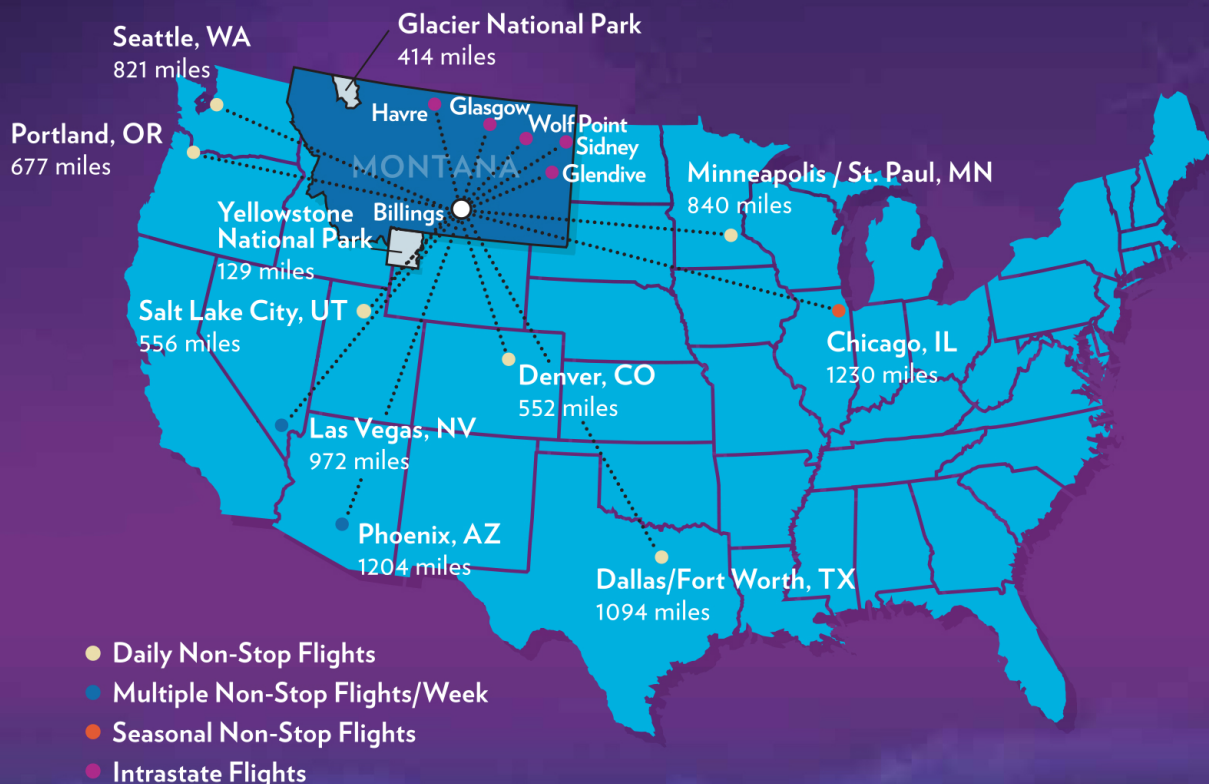 Glacier National Park
414 miles
Seattle, WA
821 miles
Havre
Glasgow
Wolf Point
Sidney
Glendive
Portland, OR
677 miles
MONTANA
Minneapolis / St. Paul, MN
840 miles
Billings
Yellowstone
National Park
129 miles
Salt Lake City, UT
556 miles
Chicago, IL
1230 miles
Denver, CO
552 miles
Las Vegas, NV
972 miles
Phoenix, AZ
1204 miles
Dallas/Fort Worth, TX
1094 miles
Daily Non-Stop Flights
Multiple Non-Stop Flights/Week
Seasonal Non-Stop Flights
Intrastate Flights